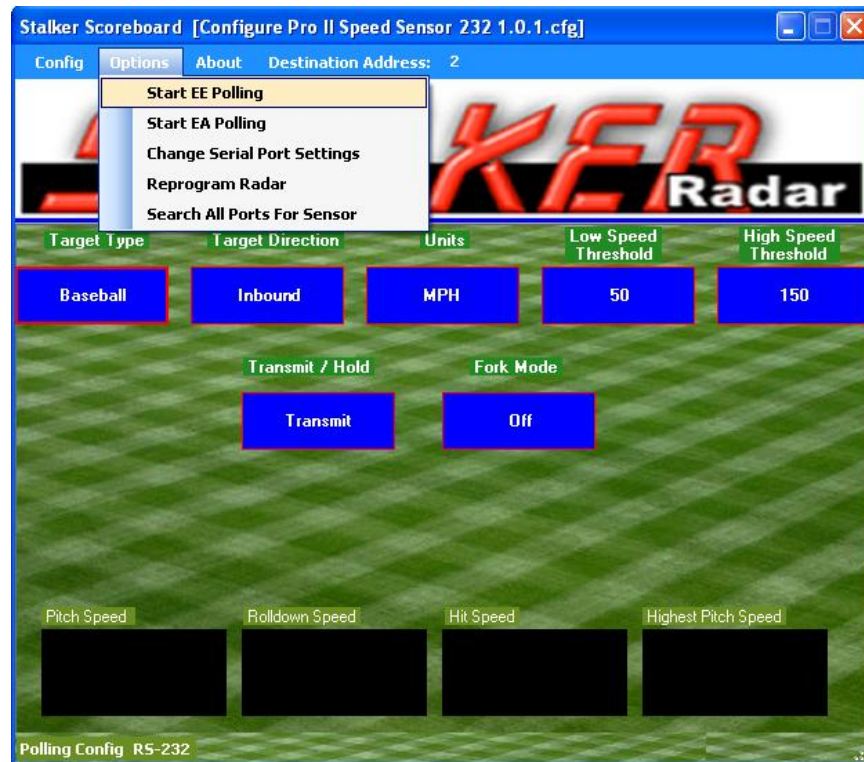 Stalker Scoreboard [Configure Pro II Speed Sensor 232 1.0.1.cfg]
Config Options About Destination Address: 2
Start EE Polling
Start EA Polling
Change Serial Port Settings
Reprogram Radar
Search All Ports For Sensor
Radar
Target Type Target Direction Units Low Speed Threshold High Speed Threshold
Baseball Inbound MPH 50 150
Transmit / Hold Fork Mode
Transmit Off
Pitch Speed Rolldown Speed Hit Speed Highest Pitch Speed
Polling Config RS-232